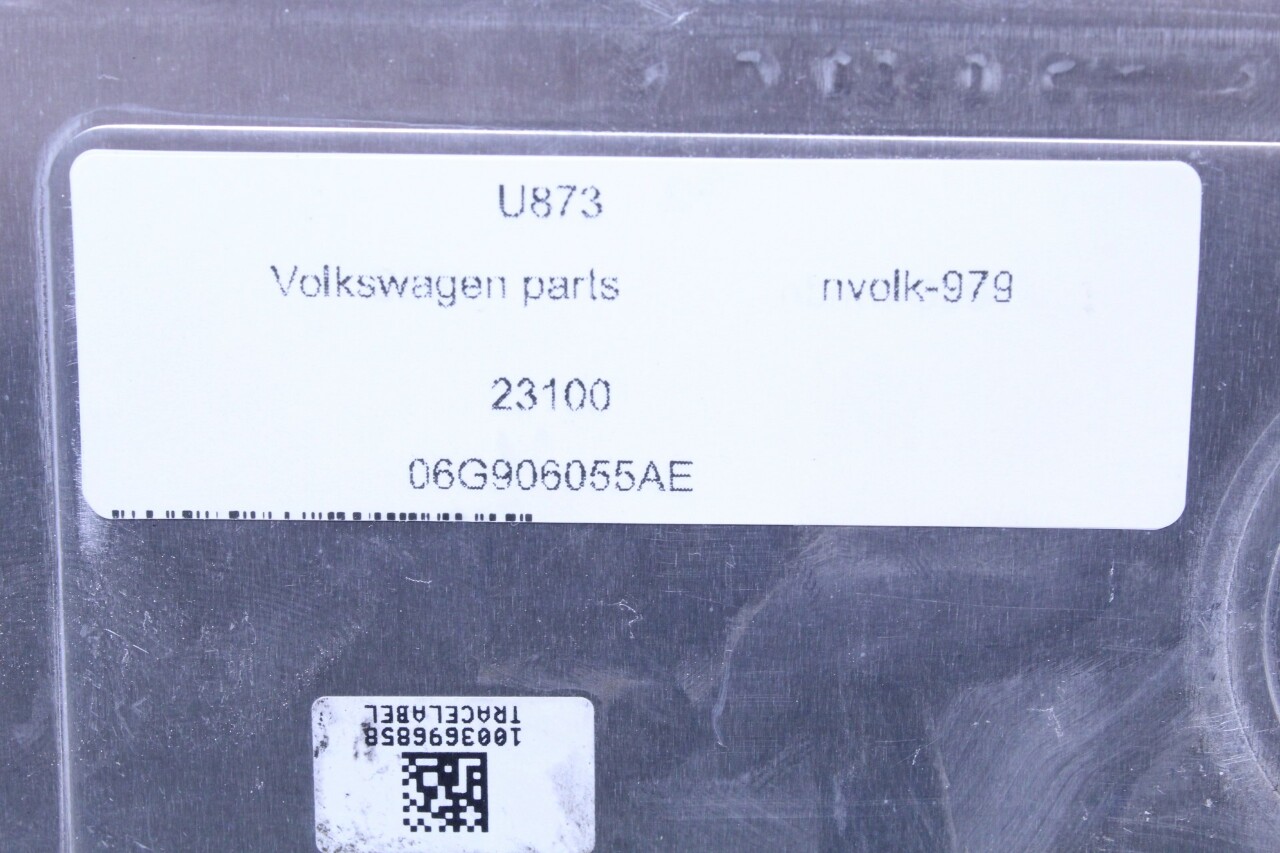 U873
Volkswagen parts nvolk-979
23100
06G906055AE
1003696858
TRACELABEL